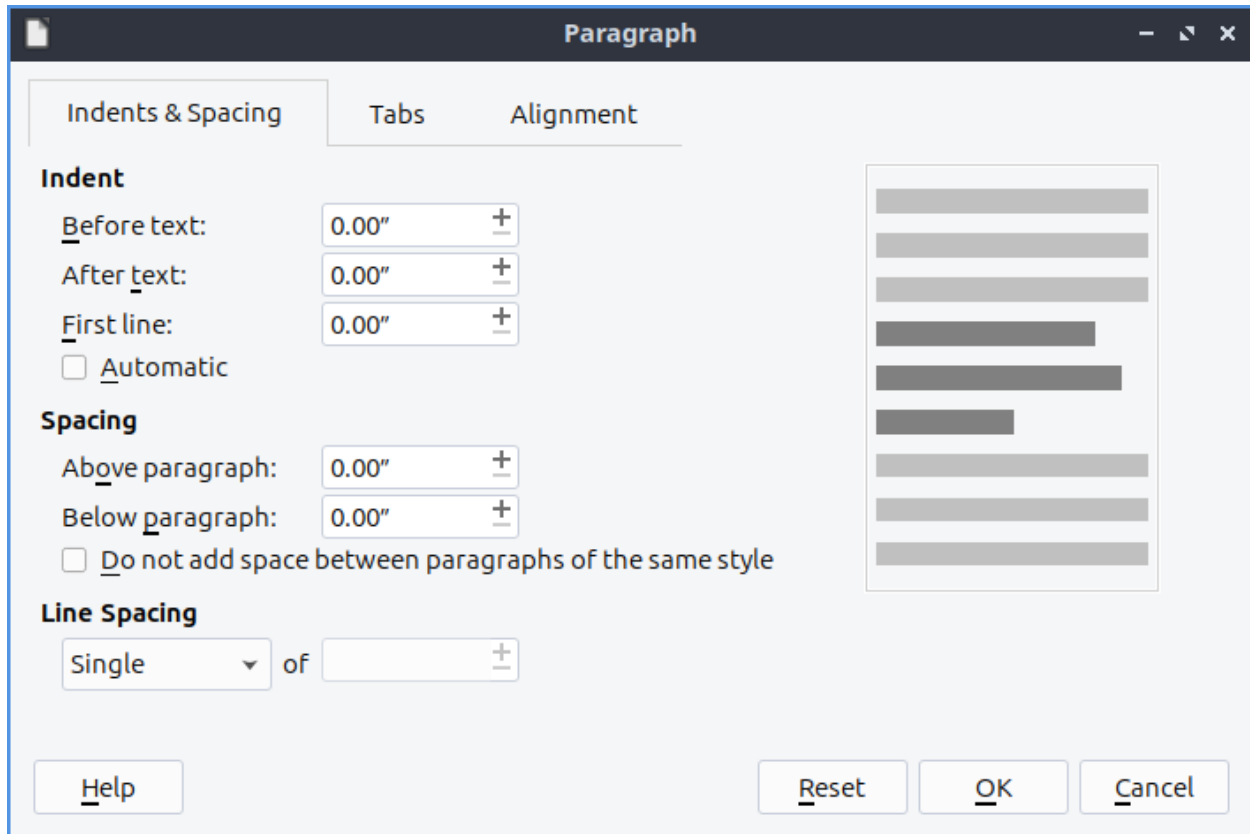 Paragraph
Indents & Spacing Tabs Alignment
Indent
Before text: 0.00″
After text: 0.00″
First line: 0.00″
Automatic
Spacing
Above paragraph: 0.00″
Below paragraph: 0.00″
Do not add space between paragraphs of the same style
Line Spacing
Single of
Help Reset OK Cancel